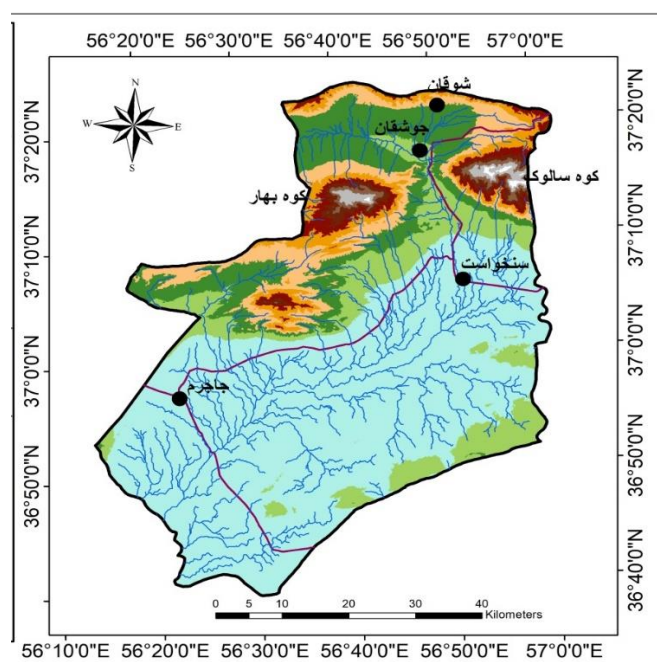 56°20'0"E 56°30'0"E 56°40'0"E 56°50'0"E 57°0'0"E
N
W E
S
37°20'0"N
37°10'0"N
37°0'0"N
36°50'0"N
شوقان
جوشقان
کوه سالوک
کوه بهار
سنخواست
جاجرم
37°20'0"N
37°10'0"N
37°0'0"N
36°50'0"N
36°40'0"N
0 5 10 20 30 40
Kilometers
56°10'0"E 56°20'0"E 56°30'0"E 56°40'0"E 56°50'0"E 57°0'0"E